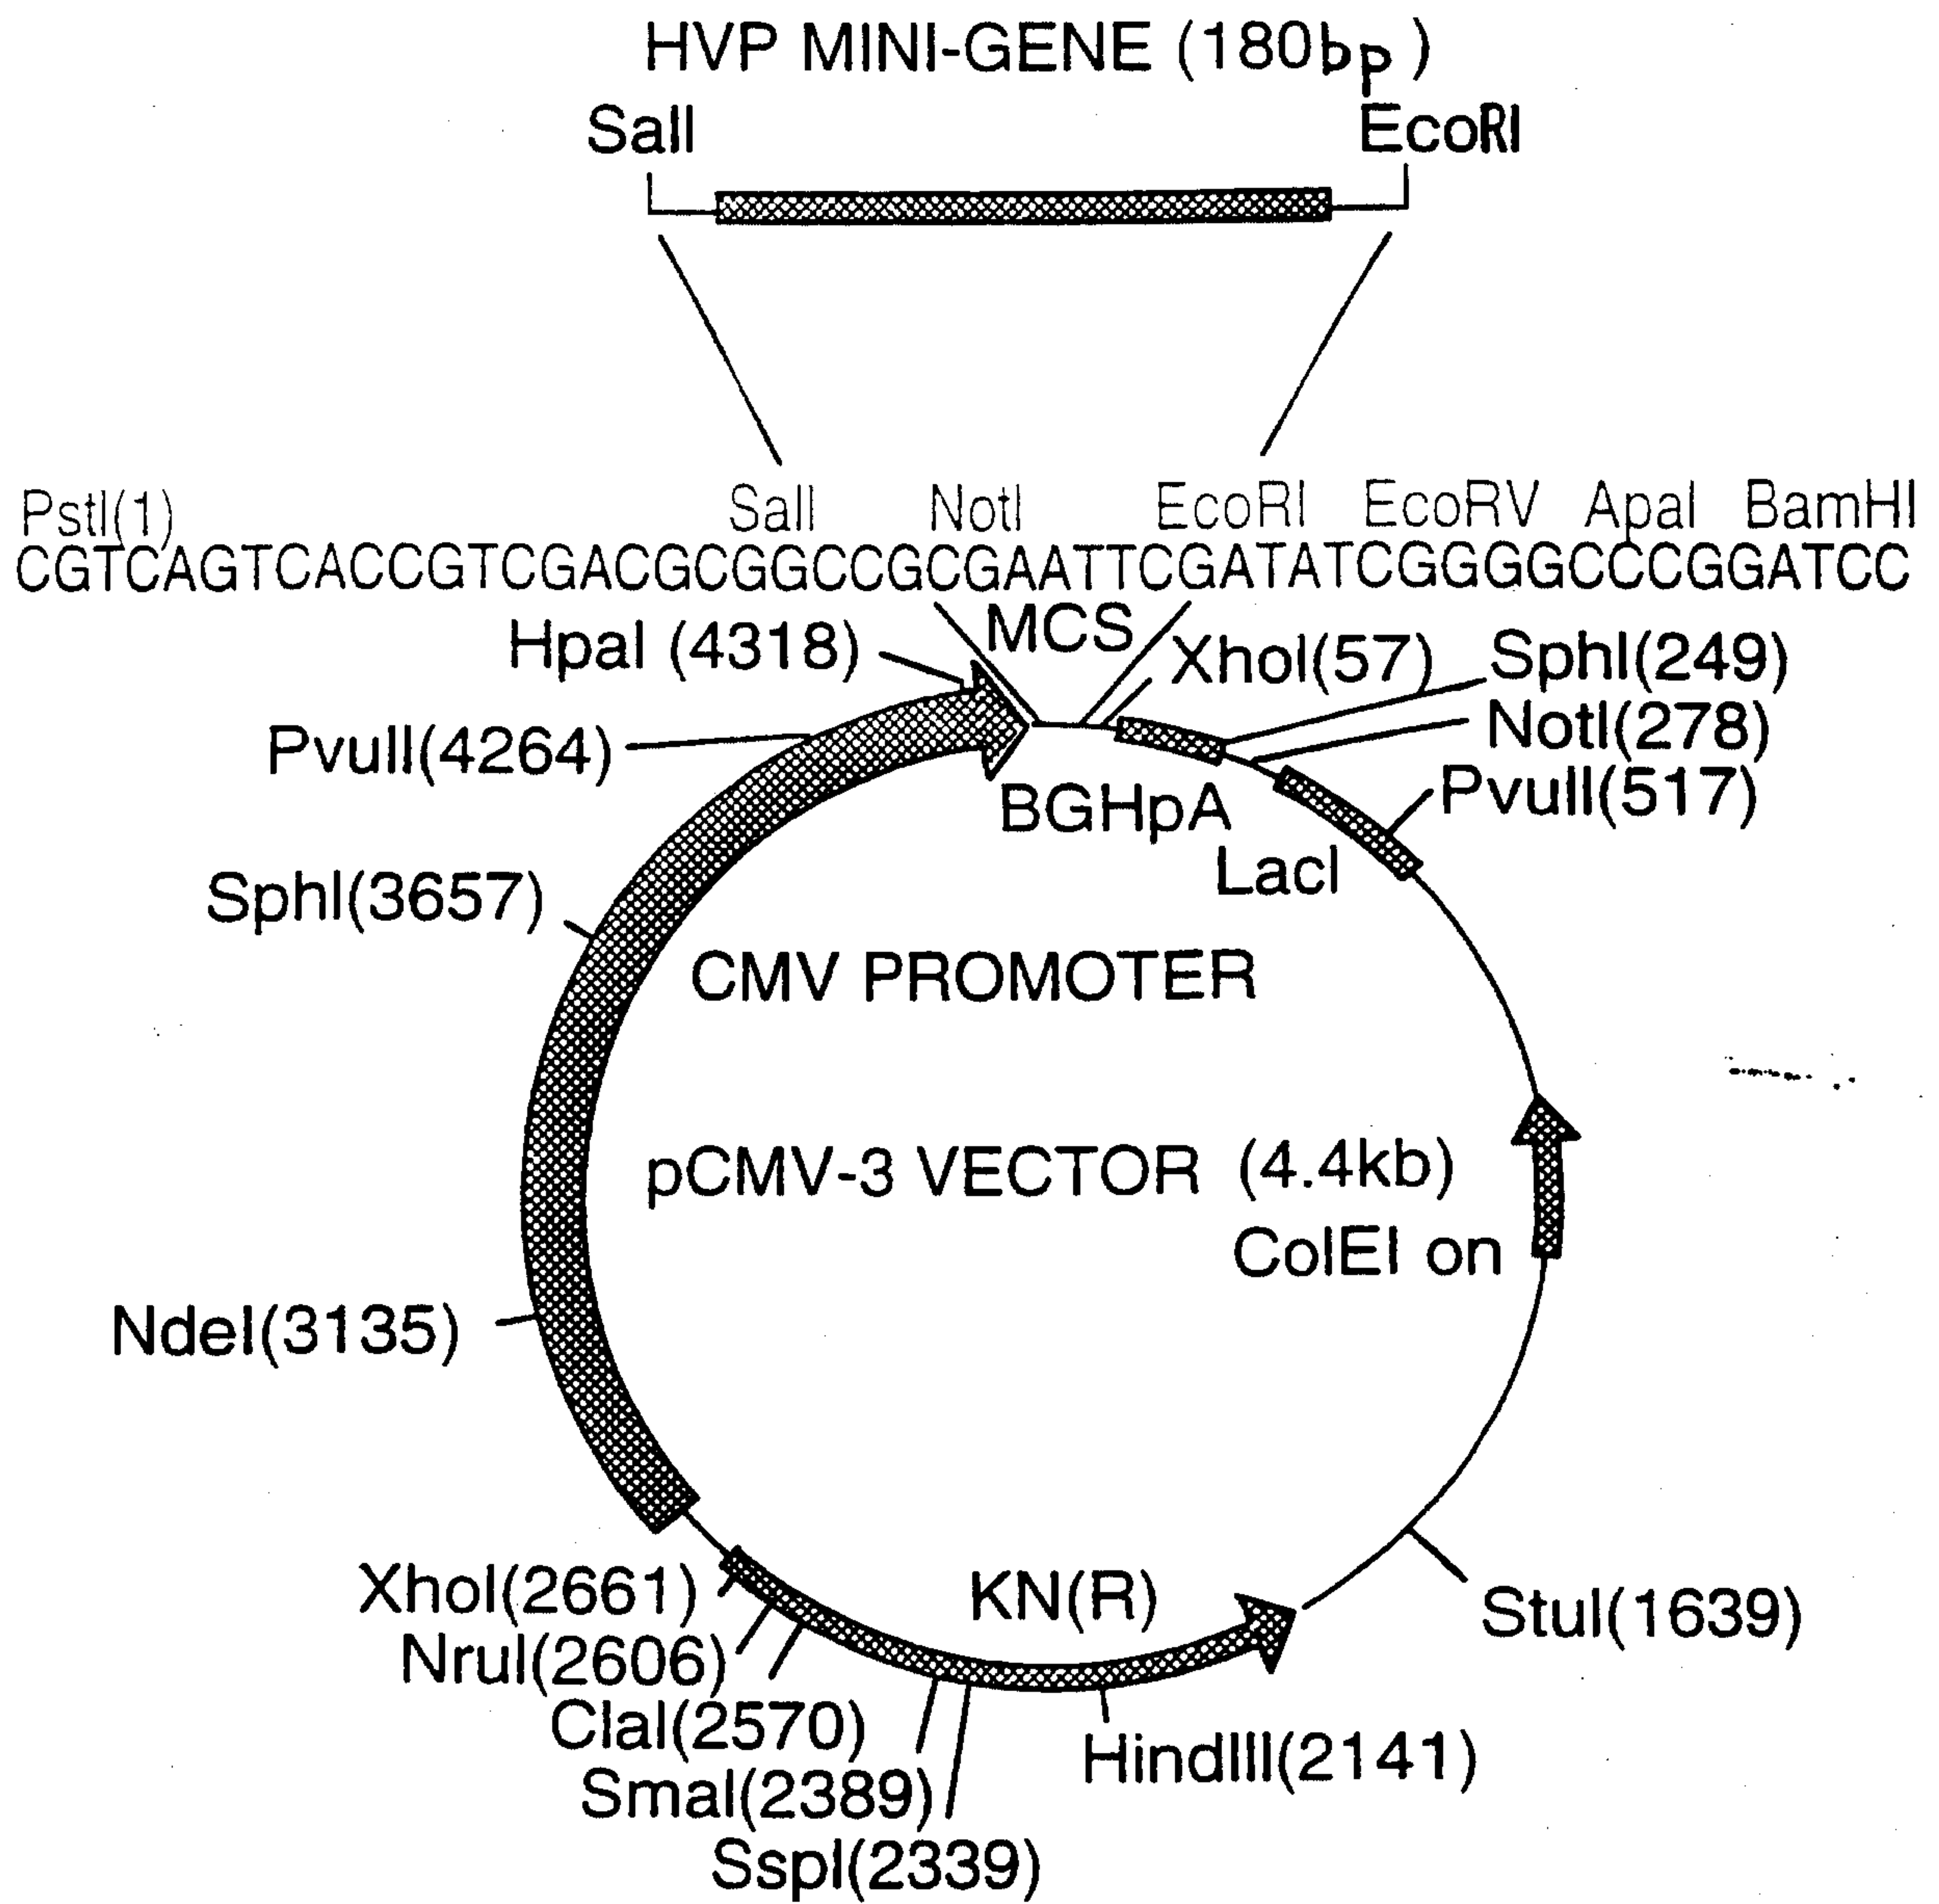 HVP MINI-GENE (180bp)
SalI EcoRI
PstI(1) SalI NotI EcoRI EcoRV ApaI BamHI
CGTCAGTCACCGTCGACGCGGCCGCGAATTCGATATCGGGGCCCGGATCC
MCS
HpaI (4318)
XhoI(57)
SphI(249)
NotI(278)
PvuII(4264)
PvuII(517)
BGHpA
LacI
SphI(3657)
CMV PROMOTER
pCMV-3 VECTOR (4.4kb)
ColEI on
NdeI(3135)
XhoI(2661)
KN(R)
StuI(1639)
NruI(2606)
ClaI(2570)
HindIII(2141)
SmaI(2389)
SspI(2339)